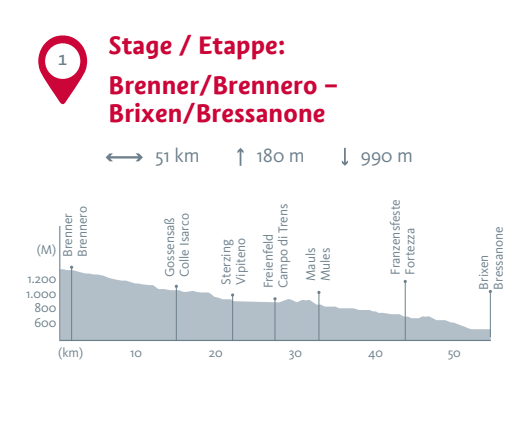 1
Stage / Etappe:
Brenner/Brennero –
Brixen/Bressanone
51 km
180 m
990 m
(M)
1.200
1.000
800
600
Brenner
Brennero
Gossensaß
Colle Isarco
Sterzing
Vipiteno
Freienfeld
Campo di Trens
Mauls
Mules
Franzensfeste
Fortezza
Brixen
Bressanone
(km)
10
20
30
40
50